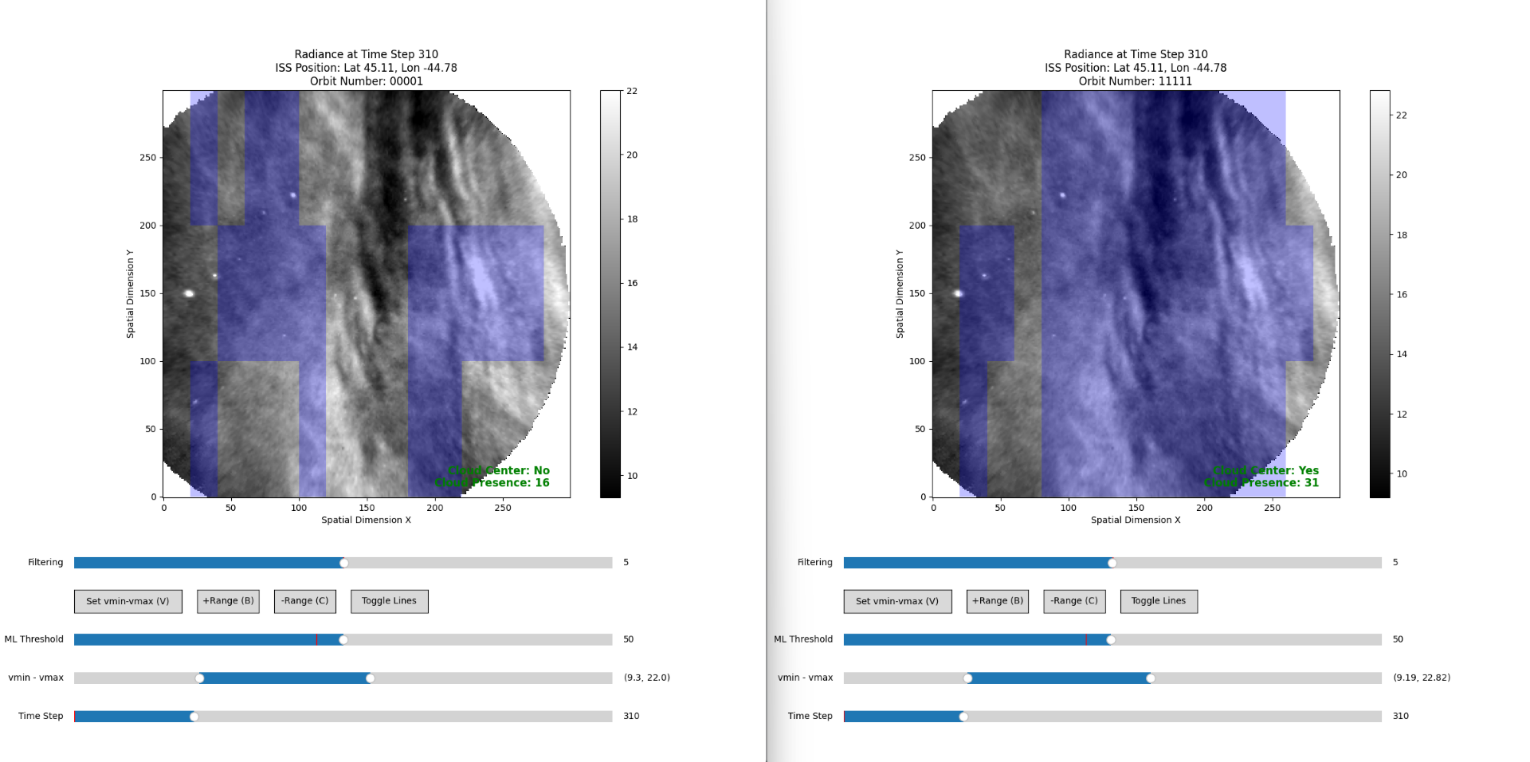 Radiance at Time Step 310
ISS Position: Lat 45.11, Lon -44.78
Orbit Number: 00001
22
20
18
16
14
12
10
250
200
150
100
50
0
Spatial Dimension Y
Cloud Center: No
Cloud Presence: 16
0 50 100 150 200 250
Spatial Dimension X
Filtering 5
Set vmin-vmax (V) +Range (B) -Range (C) Toggle Lines
ML Threshold 50
vmin - vmax (9.3, 22.0)
Time Step 310
Radiance at Time Step 310
ISS Position: Lat 45.11, Lon -44.78
Orbit Number: 11111
22
20
18
16
14
12
10
250
200
150
100
50
0
Spatial Dimension Y
Cloud Center: Yes
Cloud Presence: 31
0 50 100 150 200 250
Spatial Dimension X
Filtering 5
Set vmin-vmax (V) +Range (B) -Range (C) Toggle Lines
ML Threshold 50
vmin - vmax (9.19, 22.82)
Time Step 310